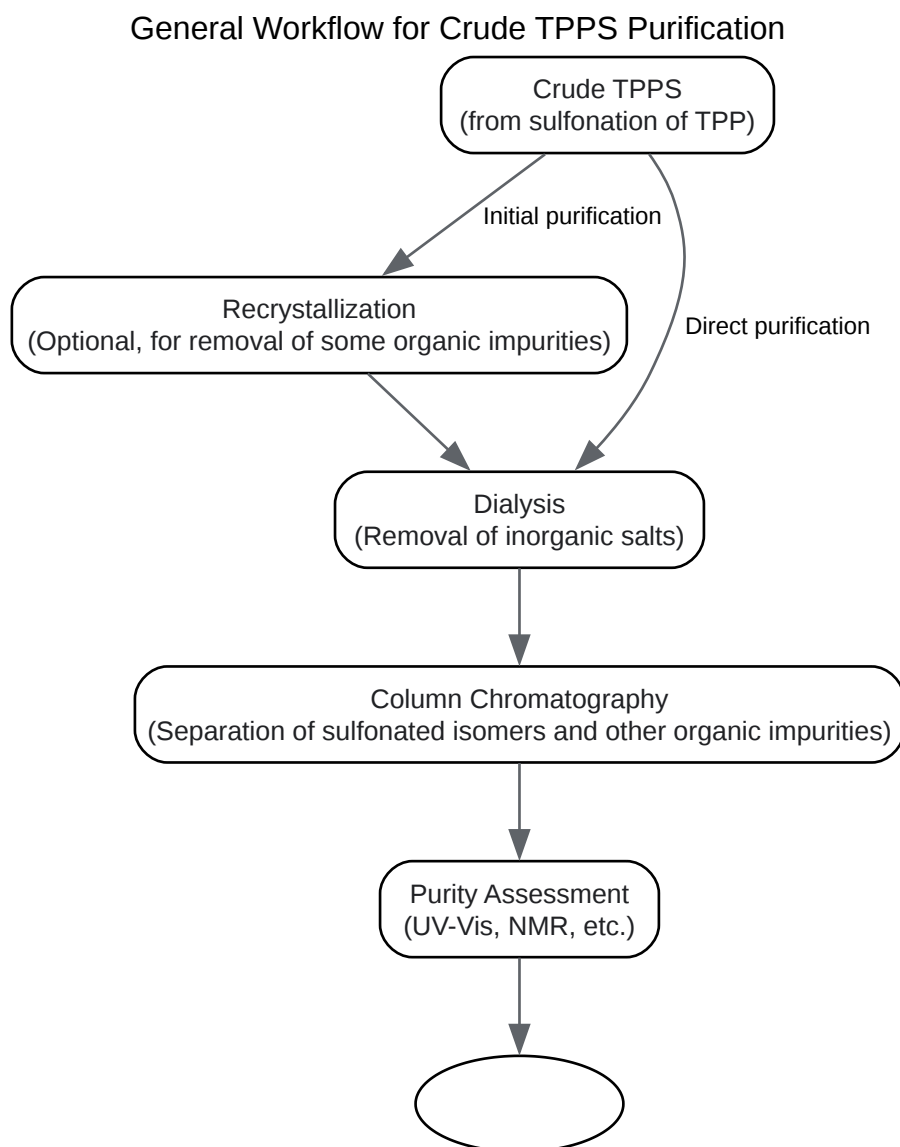 General Workflow for Crude TPPS Purification
Crude TPPS
(from sulfonation of TPP)
Initial purification
Recrystallization
(Optional, for removal of some organic impurities)
Direct purification
Dialysis
(Removal of inorganic salts)
Column Chromatography
(Separation of sulfonated isomers and other organic impurities)
Purity Assessment
(UV-Vis, NMR, etc.)